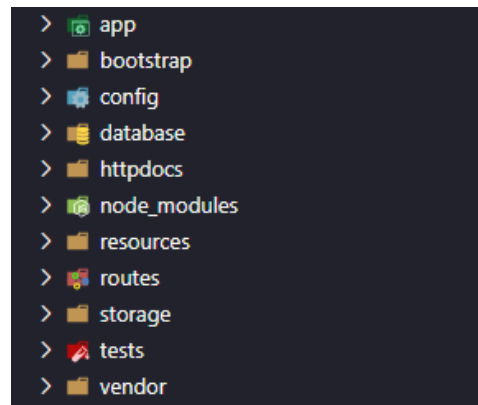 app
bootstrap
config
database
httpdocs
node_modules
resources
routes
storage
tests
vendor